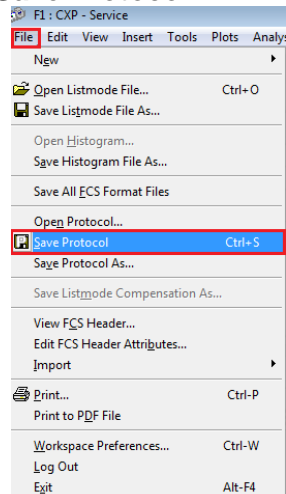 F1 : CXP - Service
File Edit View Insert Tools Plots Analys
New
Open Listmode File... Ctrl+O
Save Listmode File As...
Open Histogram...
Save Histogram File As...
Save All FCS Format Files
Open Protocol...
Save Protocol Ctrl+S
Save Protocol As...
Save Listmode Compensation As...
View FCS Header...
Edit FCS Header Attributes...
Import
Print... Ctrl-P
Print to PDF File
Workspace Preferences... Ctrl-W
Log Out
Exit Alt-F4